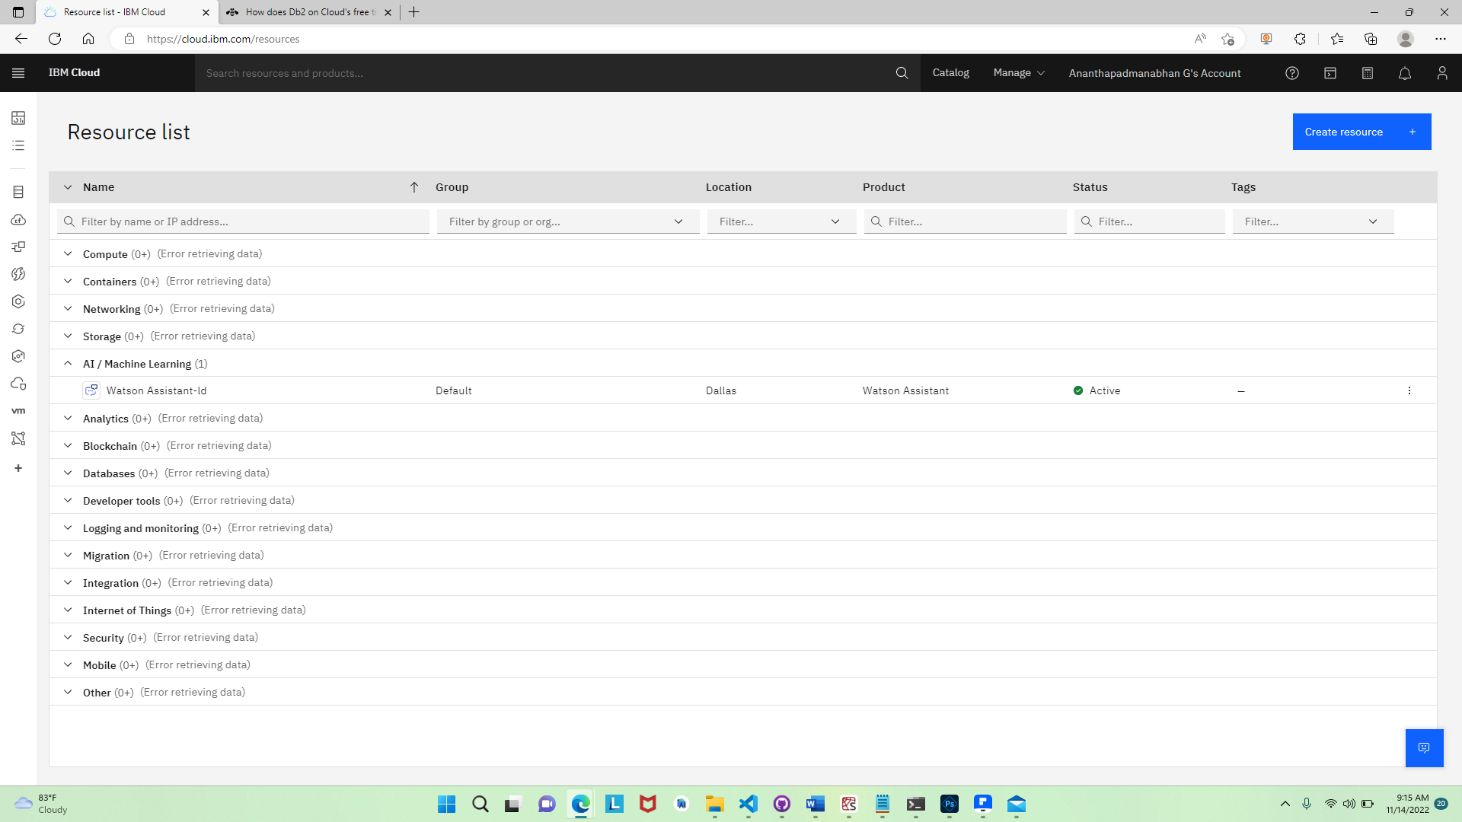 Resource list - IBM Cloud
How does Db2 on Cloud's free ti
https://cloud.ibm.com/resources
IBM Cloud
Search resources and products...
Catalog
Manage
Ananthapadmanabhan G's Account
Resource list
Create resource +
Name Group Location Product Status Tags
Filter by name or IP address... Filter by group or org... Filter... Filter... Filter... Filter...
Compute (0+) (Error retrieving data)
Containers (0+) (Error retrieving data)
Networking (0+) (Error retrieving data)
Storage (0+) (Error retrieving data)
AI / Machine Learning (1)
Watson Assistant-ld Default Dallas Watson Assistant Active –
Analytics (0+) (Error retrieving data)
Blockchain (0+) (Error retrieving data)
Databases (0+) (Error retrieving data)
Developer tools (0+) (Error retrieving data)
Logging and monitoring (0+) (Error retrieving data)
Migration (0+) (Error retrieving data)
Integration (0+) (Error retrieving data)
Internet of Things (0+) (Error retrieving data)
Security (0+) (Error retrieving data)
Mobile (0+) (Error retrieving data)
Other (0+) (Error retrieving data)
vm
83°F
Cloudy
9:15 AM
11/14/2022
20